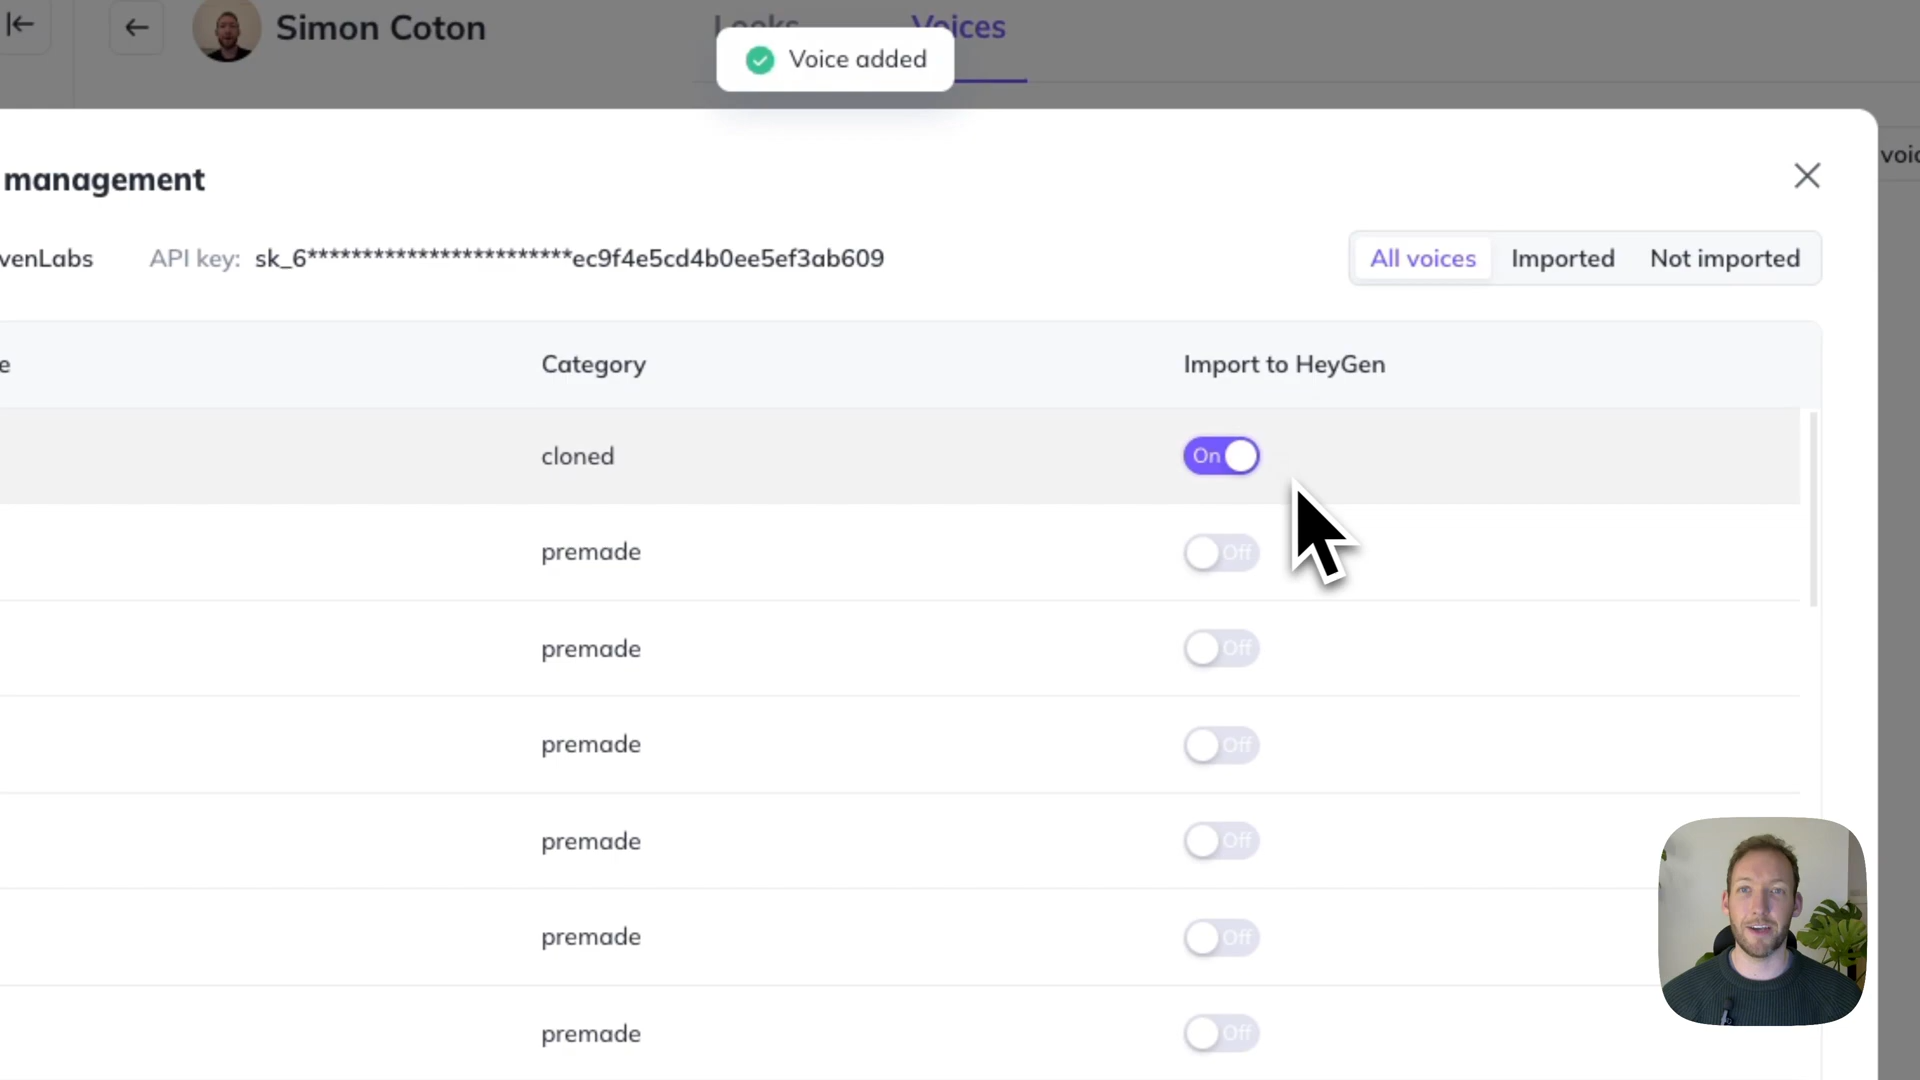 Simon Coton
Looks
Voices
Voice added
voic
management
venLabs
API key: sk_6************************ec9f4e5cd4b0ee5ef3ab609
All voices
Imported
Not imported
e
Category
Import to HeyGen
cloned
On
premade
Off
premade
Off
premade
Off
premade
Off
premade
Off
premade
Off